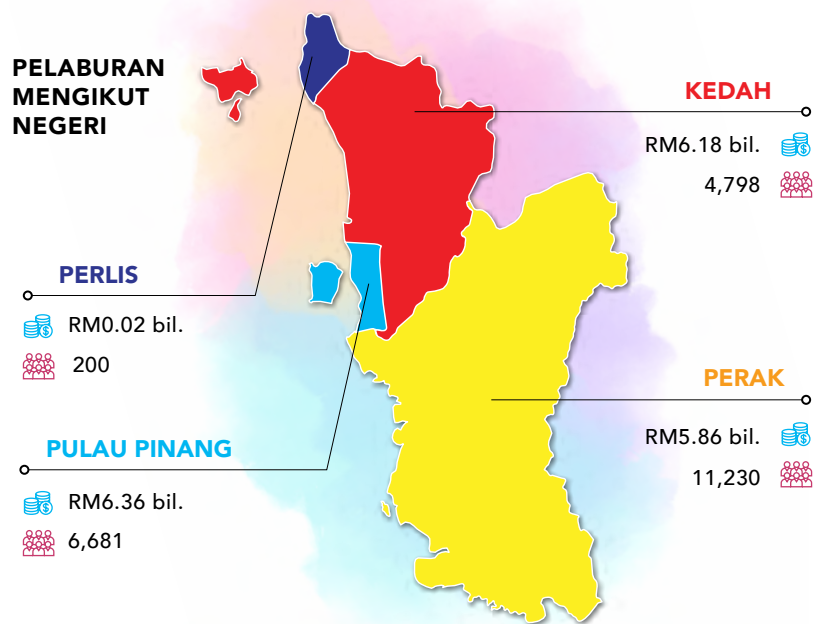 PELABURAN
MENGIKUT
NEGERI
KEDAH
RM6.18 bil.
4,798
PERLIS
RM0.02 bil.
200
PERAK
RM5.86 bil.
11,230
PULAU PINANG
RM6.36 bil.
6,681